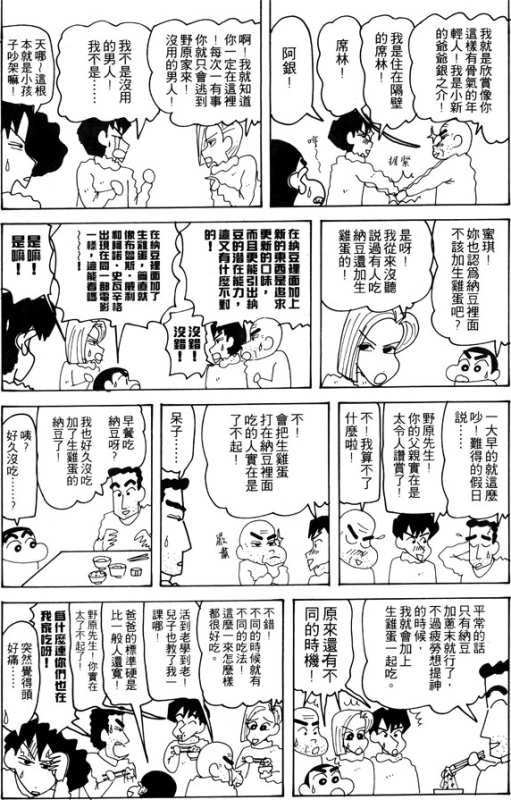 我就是欣賞像你
這樣有骨氣的年
輕人！我是小新
的爺爺銀之介！
我是住在隔壁
的席林！
席林！
阿銀！
握緊
啊，我就知道
你一定在這裡
！每次一有事
你就只會逃到
野原家來！
沒用的男人！
我不是沒用
的男人！
我不是……
天哪～這根
本就是小孩
子吵架嘛！
蜜琪！
妳也認為納豆裡面
不該加生雞蛋吧？
是呀！
我從來沒聽
說過有人吃
納豆還加生
雞蛋的！
在納豆裡面加上
新的東西是追求
更新的口味，
而且更能引出納
豆的潛在能力，
這又有什麼不對
的！
沒錯！
沒錯！
在納豆裡面加了
生雞蛋，簡直就
像布魯斯・威利
和阿諾・史瓦辛格
出現在同一部電影
一樣，這能看嗎
～～～！
是嘛！
是嘛！
一大早的就這麼
吵！難得的假日
說……
野原先生！
你的父親實在是
太令人讚賞了！
不！我算不了
什麼啦！
不！
會把生雞蛋
打在納豆裡面
吃的人實在是
了不起！
嚴肅
呆子……
早餐吃
納豆呀？
我也好久沒吃
加了生雞蛋的
納豆了！
咦？
好久沒吃……？
平常的話
只有納豆
加蔥末就行了，
不過疲勞想提神
的時候，
我就會加上
生雞蛋一起吃。
原來還有不
同的時機！
不錯！
不同的時候就有
不同的吃法！
這麼一來怎麼樣
都很好吃。
活到老學到老！
兒子也教了我一
課哪！
爸爸的標準硬是
比一般人還寬！
野原先生！你實在
太了不起了！
為什麼連你們也在
我家吃呀！
突然覺得頭
好痛……